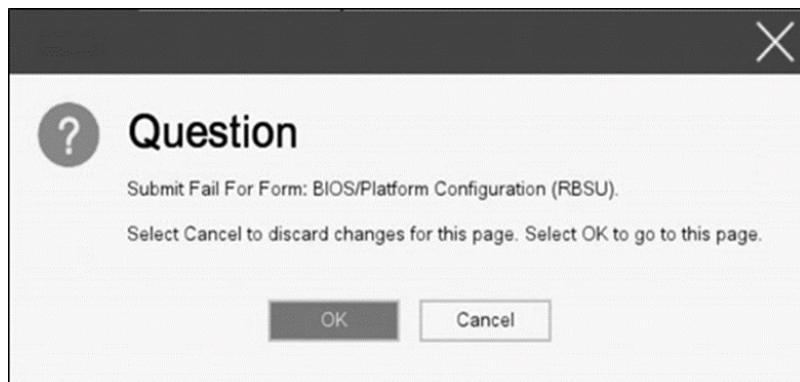 Question
Submit Fail For Form: BIOS/Platform Configuration (RBSU).
Select Cancel to discard changes for this page. Select OK to go to this page.
OK
Cancel